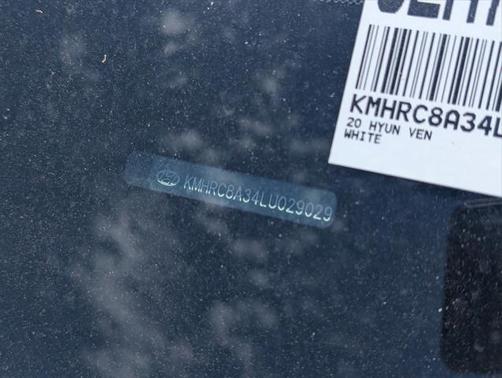 KMHRC8A34L
20 HYUN VEN
WHITE
KMHRC8A34LU029029